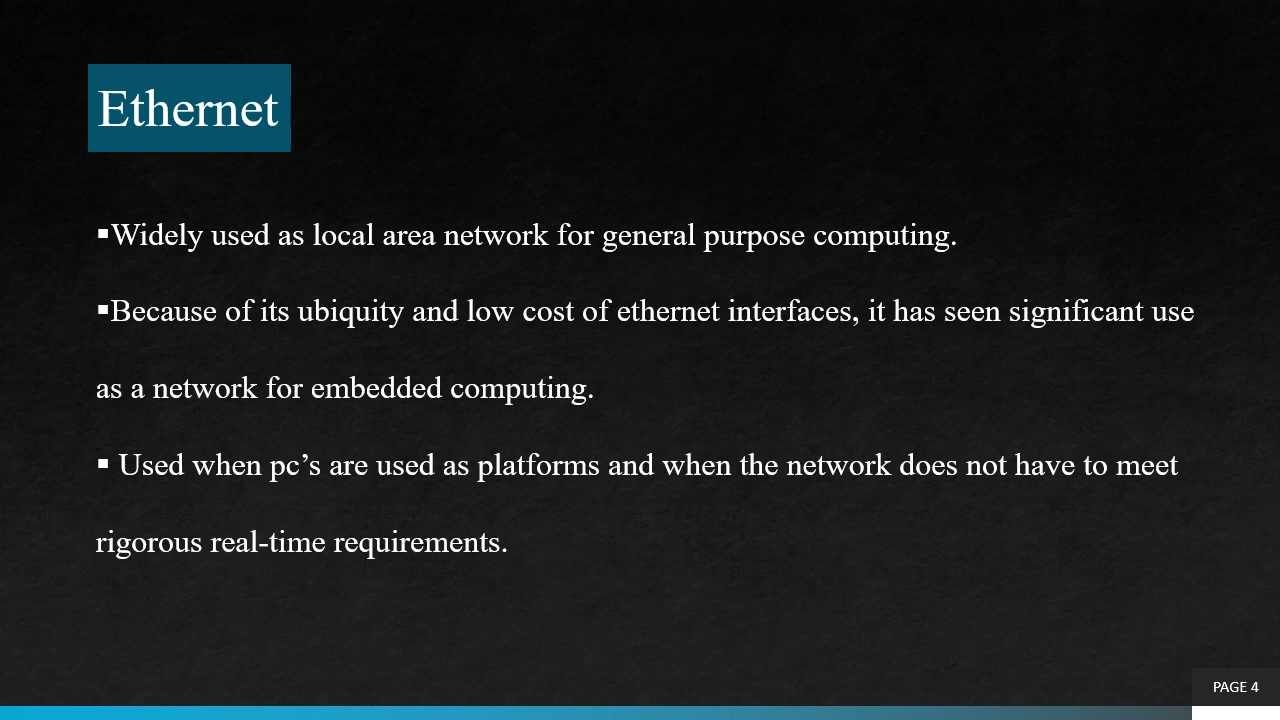 Ethernet
▪Widely used as local area network for general purpose computing.
▪Because of its ubiquity and low cost of ethernet interfaces, it has seen significant use
as a network for embedded computing.
▪ Used when pc’s are used as platforms and when the network does not have to meet
rigorous real-time requirements.
PAGE 4